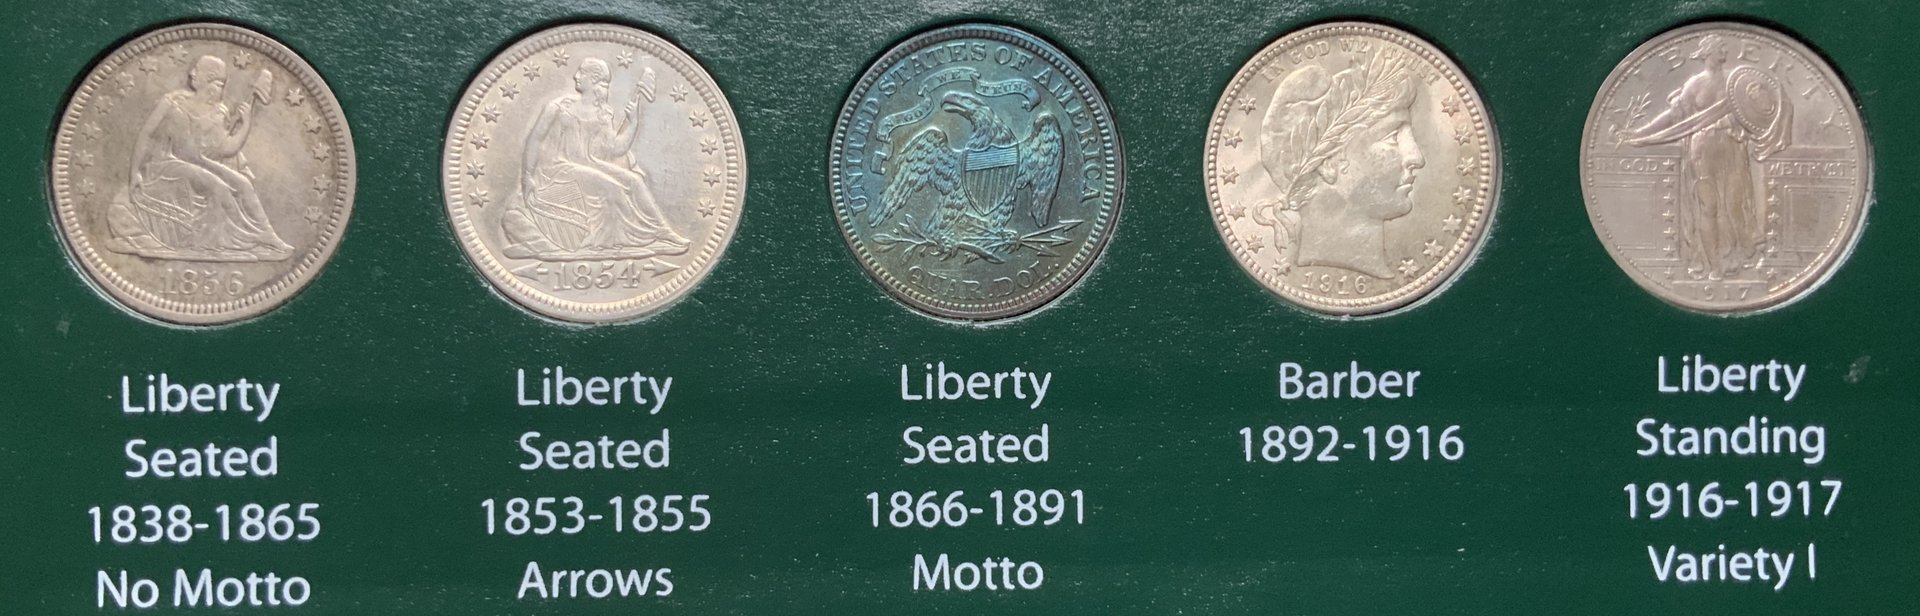 1856
1854
UNITED STATES OF AMERICA
GOD WE TRUST
QUAR. DOL.
IN GOD WE TRUST
1916
LIBERTY
IN GOD WE TRUST
1917
Liberty
Seated
1838-1865
No Motto
Liberty
Seated
1853-1855
Arrows
Liberty
Seated
1866-1891
Motto
Barber
1892-1916
Liberty
Standing
1916-1917
Variety I